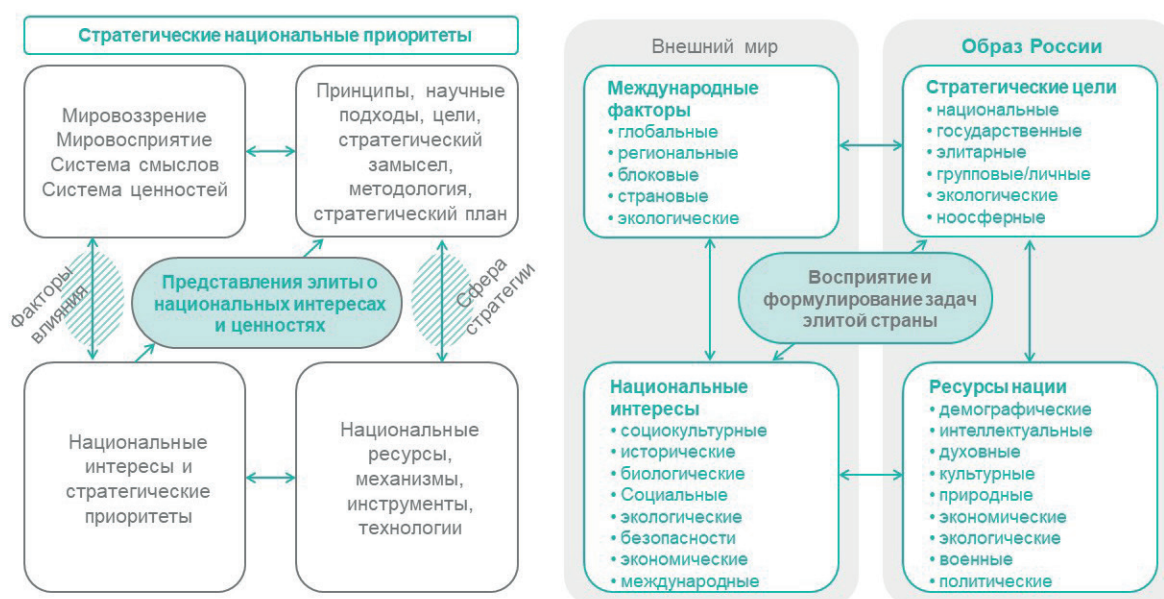 Стратегические национальные приоритеты
Мировоззрение
Мировосприятие
Система смыслов
Система ценностей
Принципы, научные
подходы, цели,
стратегический
замысел,
методология,
стратегический план
Факторы
влияния
Представления элиты о
национальных интересах
и ценностях
Сфера
стратегии
Национальные
интересы и
стратегические
приоритеты
Национальные
ресурсы,
механизмы,
инструменты,
технологии
Внешний мир
Международные
факторы
• глобальные
• региональные
• блоковые
• страновые
• экологические
Образ России
Стратегические цели
• национальные
• государственные
• элитарные
• групповые/личные
• экологические
• ноосферные
Восприятие и
формулирование задач
элитой страны
Национальные
интересы
• социокультурные
• исторические
• биологические
• Социальные
• экологические
• безопасности
• экономические
• международные
Ресурсы нации
• демографические
• интеллектуальные
• духовные
• культурные
• природные
• экономические
• экологические
• военные
• политические